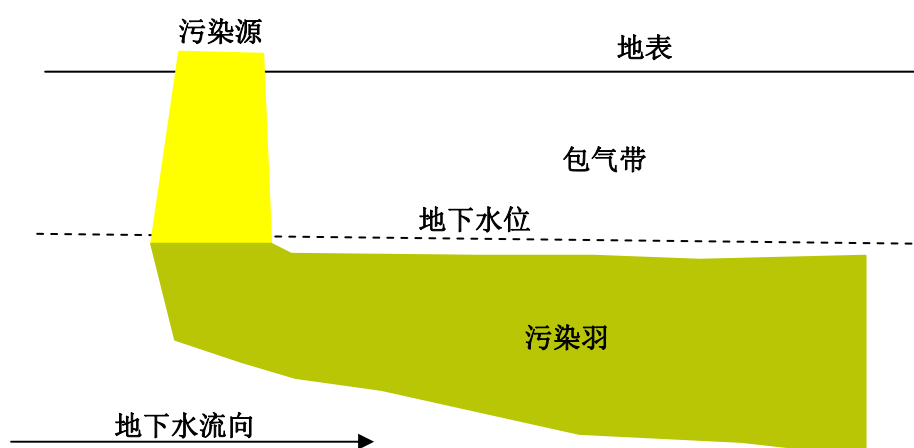 污染源
地表
包气带
地下水位
污染羽
地下水流向